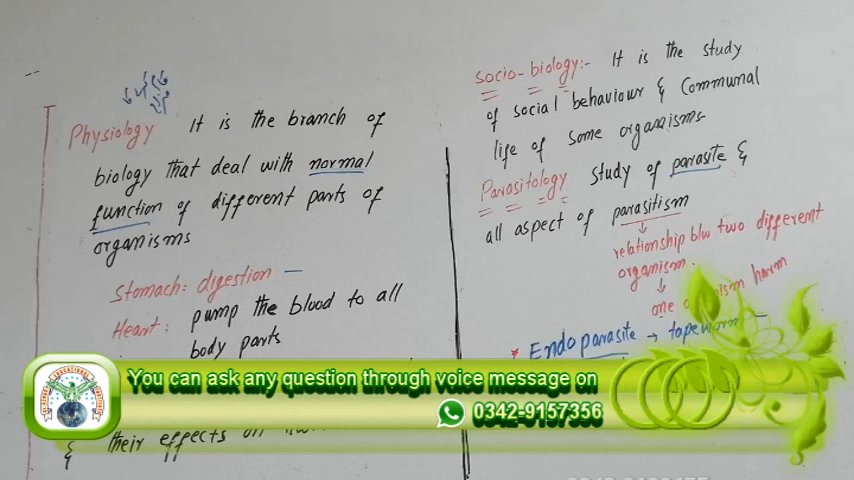 Physiology It is the branch of
biology that deal with normal
function of different parts of
organisms
Stomach: digestion
Heart: pump the blood to all
body parts
& their effects on
Socio-biology:- It is the study
of social behaviour & Communal
life of some organisms
Parasitology Study of parasite &
all aspect of parasitism
relationship b/w two different
organism.
one organism harm
* Endoparasite → tapeworm
You can ask any question through voice message on
0342-9157356